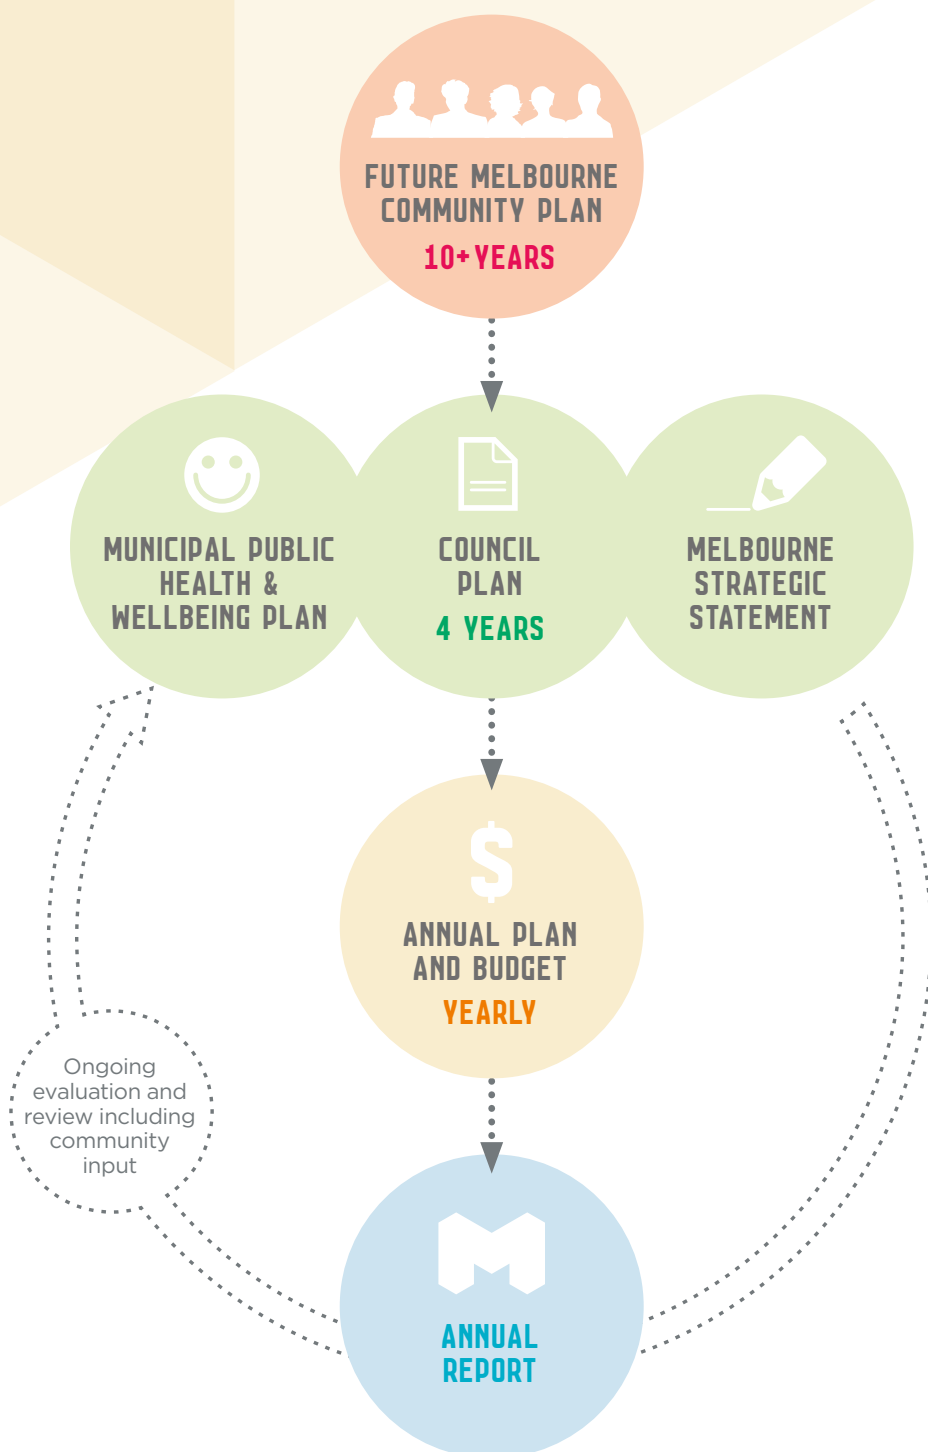 FUTURE MELBOURNE
COMMUNITY PLAN
10+ YEARS
MUNICIPAL PUBLIC
HEALTH &
WELLBEING PLAN
COUNCIL
PLAN
4 YEARS
MELBOURNE
STRATEGIC
STATEMENT
$
ANNUAL PLAN
AND BUDGET
YEARLY
Ongoing
evaluation and
review including
community
input
M
ANNUAL
REPORT